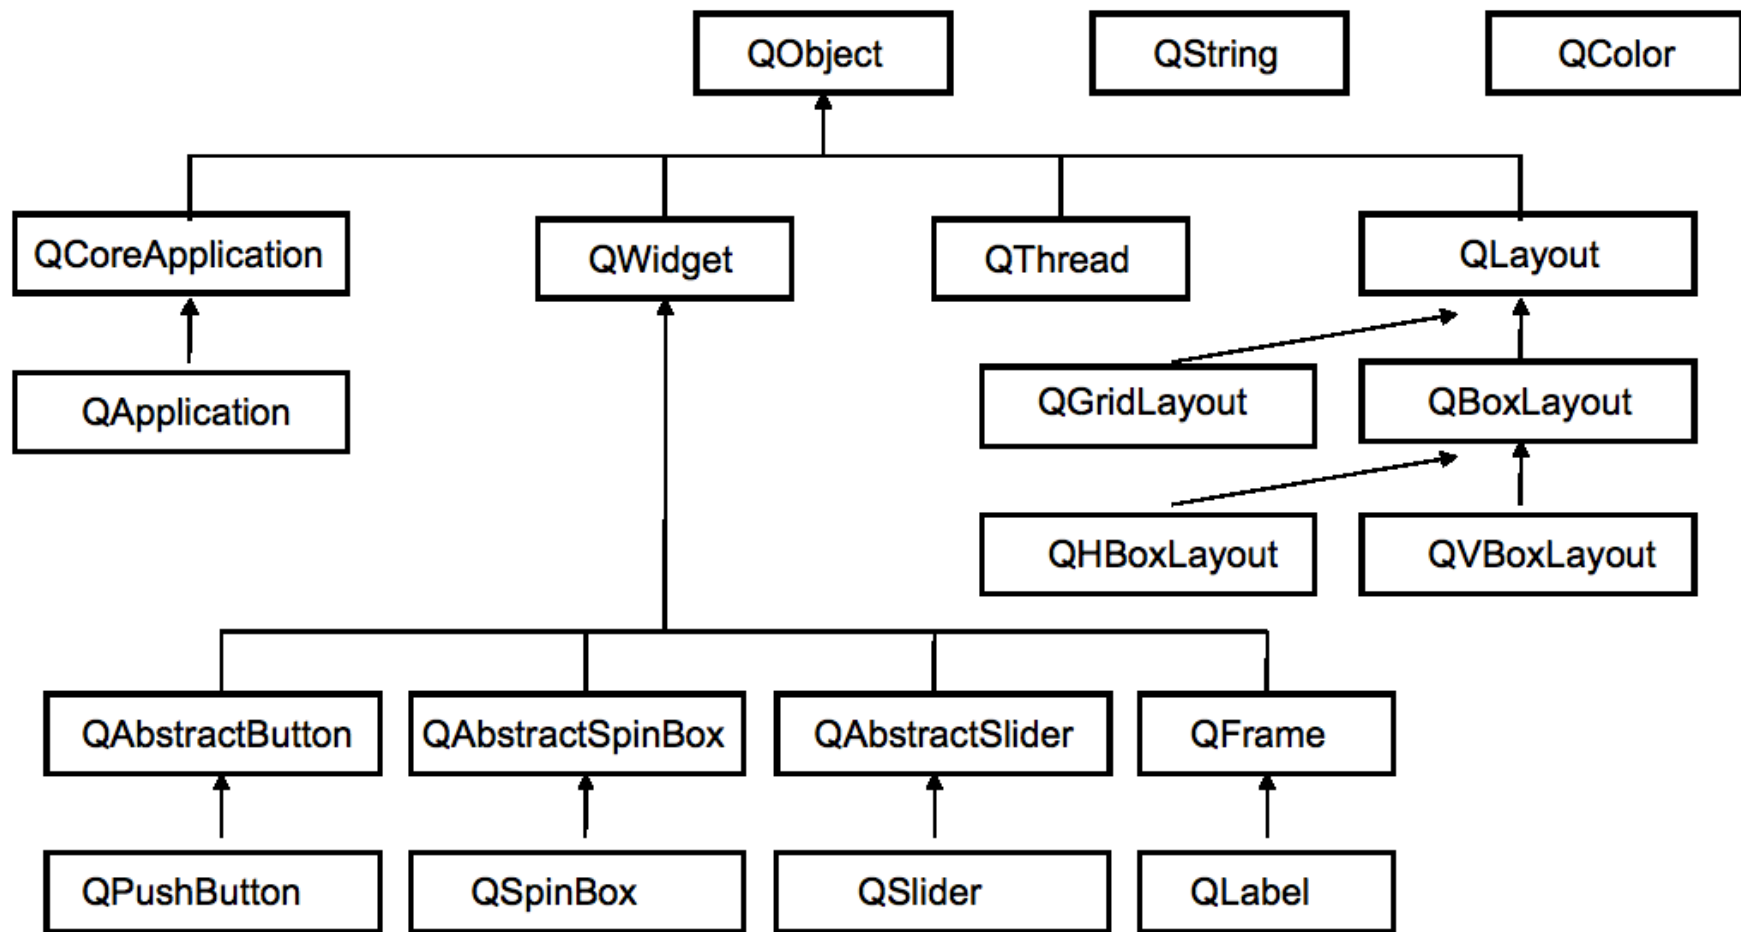 QObject
QString
QColor
QCoreApplication
QWidget
QThread
QLayout
QApplication
QGridLayout
QBoxLayout
QHBoxLayout
QVBoxLayout
QAbstractButton
QAbstractSpinBox
QAbstractSlider
QFrame
QPushButton
QSpinBox
QSlider
QLabel